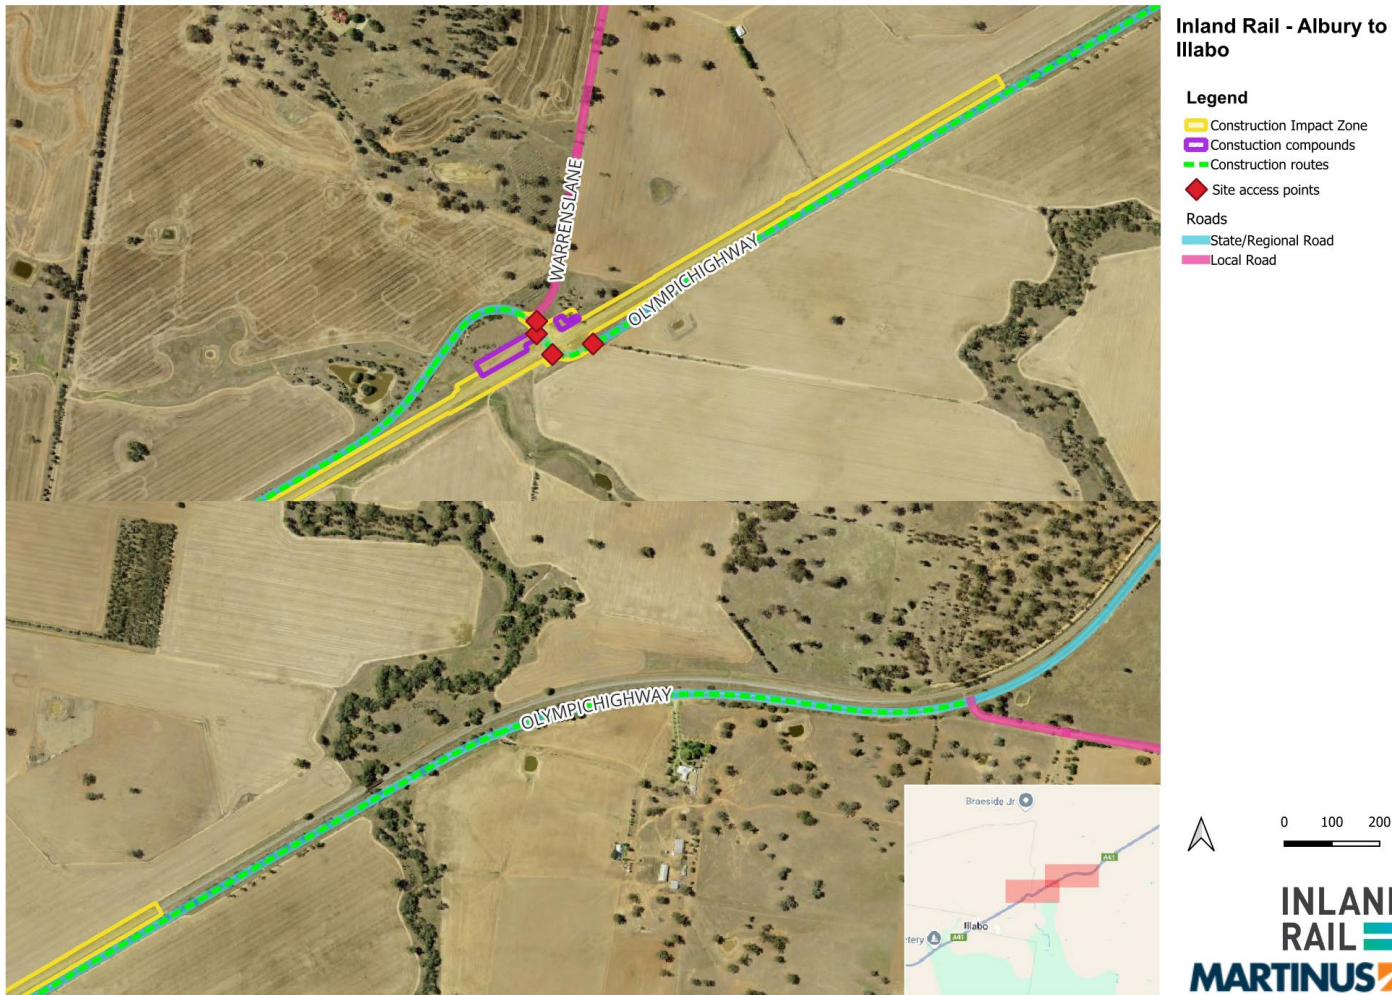 Inland Rail - Albury to
Illabo
Legend
Construction Impact Zone
Constuction compounds
Construction routes
Site access points
Roads
State/Regional Road
Local Road
WARRENSLANE
OLYMPICHIGHWAY
OLYMPICHIGHWAY
Braeside Jr
A41
Illabo
A41
tery
0 100 200
INLAN
RAIL
MARTINUS